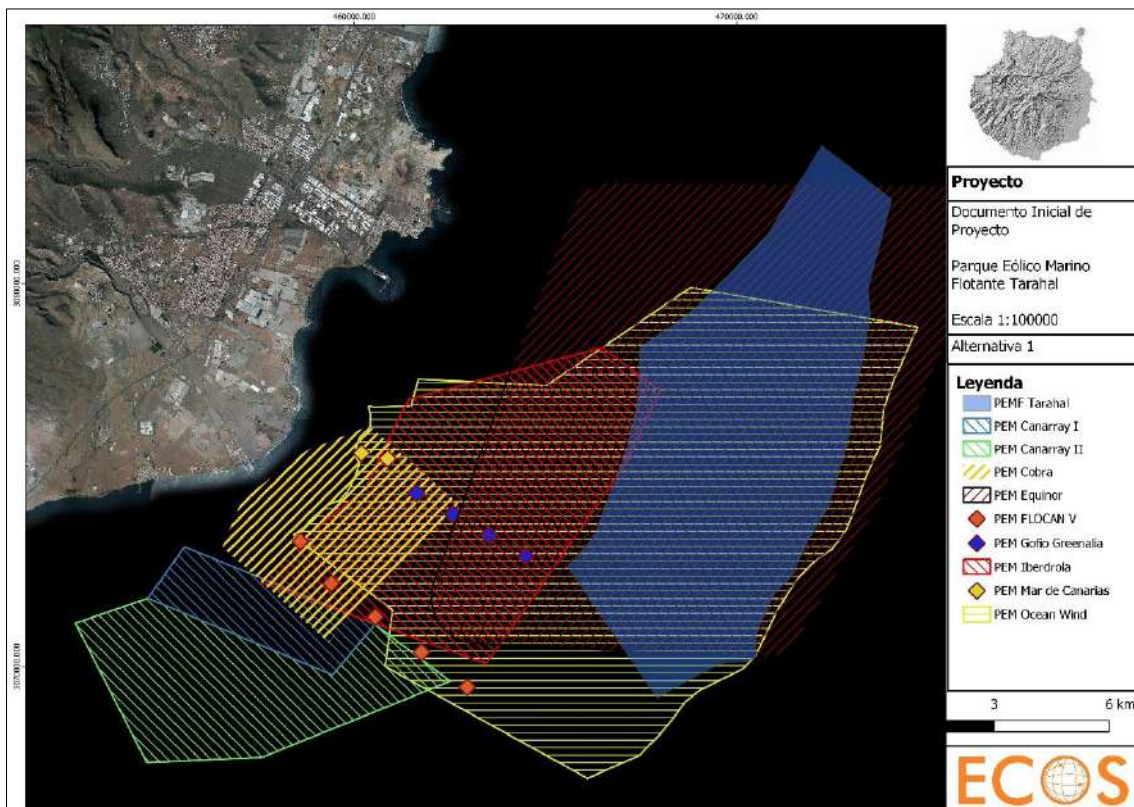 460000.000
470000.000
3080000.000
3070000.000
Proyecto
Documento Inicial de
Proyecto
Parque Eólico Marino
Flotante Tarahal
Escala 1:100000
Alternativa 1
Leyenda
PEMF Tarahal
PEM Canarray I
PEM Canarray II
PEM Cobra
PEM Equinor
PEM FLOCAN V
PEM Gofio Greenalia
PEM Iberdrola
PEM Mar de Canarias
PEM Ocean Wind
3
6 km
ECOS